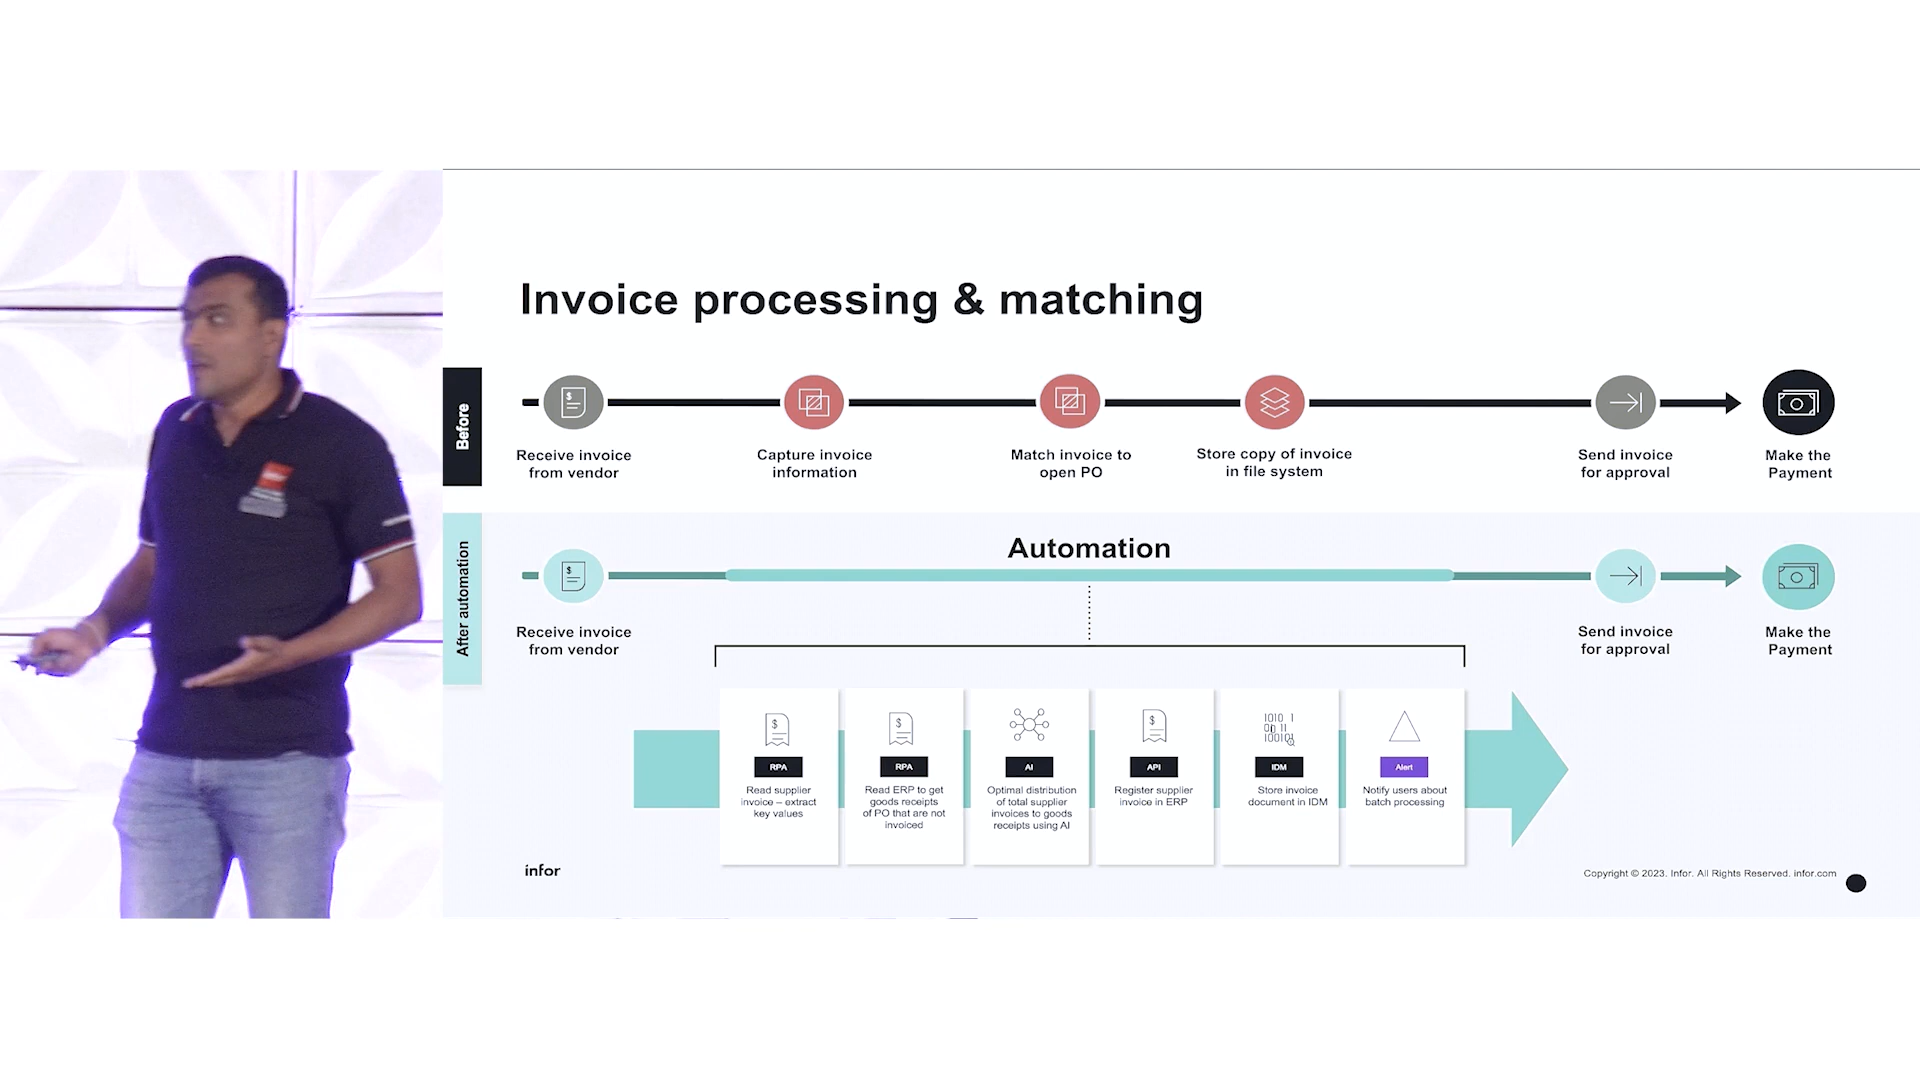 Invoice processing & matching
Before
Receive invoice
from vendor
Capture invoice
information
Match invoice to
open PO
Store copy of invoice
in file system
Send invoice
for approval
Make the
Payment
After automation
Automation
Receive invoice
from vendor
Send invoice
for approval
Make the
Payment
RPA
Read supplier
invoice – extract
key values
RPA
Read ERP to get
goods receipts
of PO that are not
invoiced
AI
Optimal distribution
of total supplier
invoices to goods
receipts using AI
API
Register supplier
invoice in ERP
IDM
Store invoice
document in IDM
Alert
Notify users about
batch processing
infor
Copyright © 2023. Infor. All Rights Reserved. infor.com